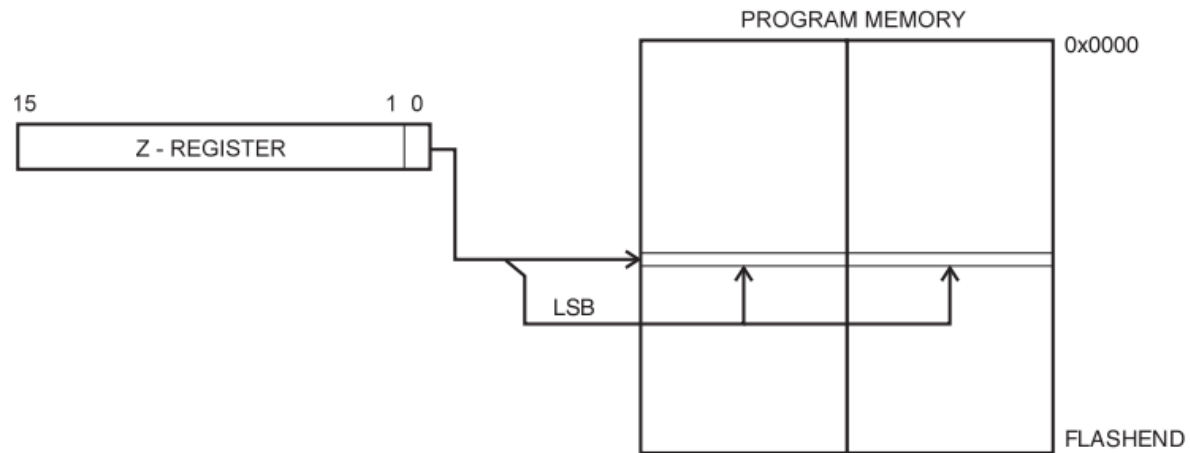 PROGRAM MEMORY
0x0000
15
1 0
Z - REGISTER
LSB
FLASHEND